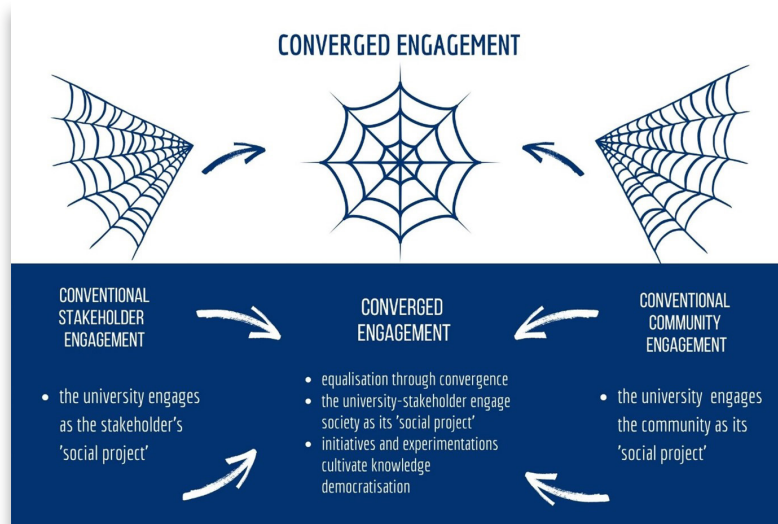 CONVERGED ENGAGEMENT
CONVENTIONAL
STAKEHOLDER
ENGAGEMENT
• the university engages
as the stakeholder's
'social project'
CONVERGED
ENGAGEMENT
• equalisation through convergence
• the university-stakeholder engage
society as its 'social project'
• initiatives and experimentations
cultivate knowledge
democratisation
CONVENTIONAL
COMMUNITY
ENGAGEMENT
• the university engages
the community as its
'social project'